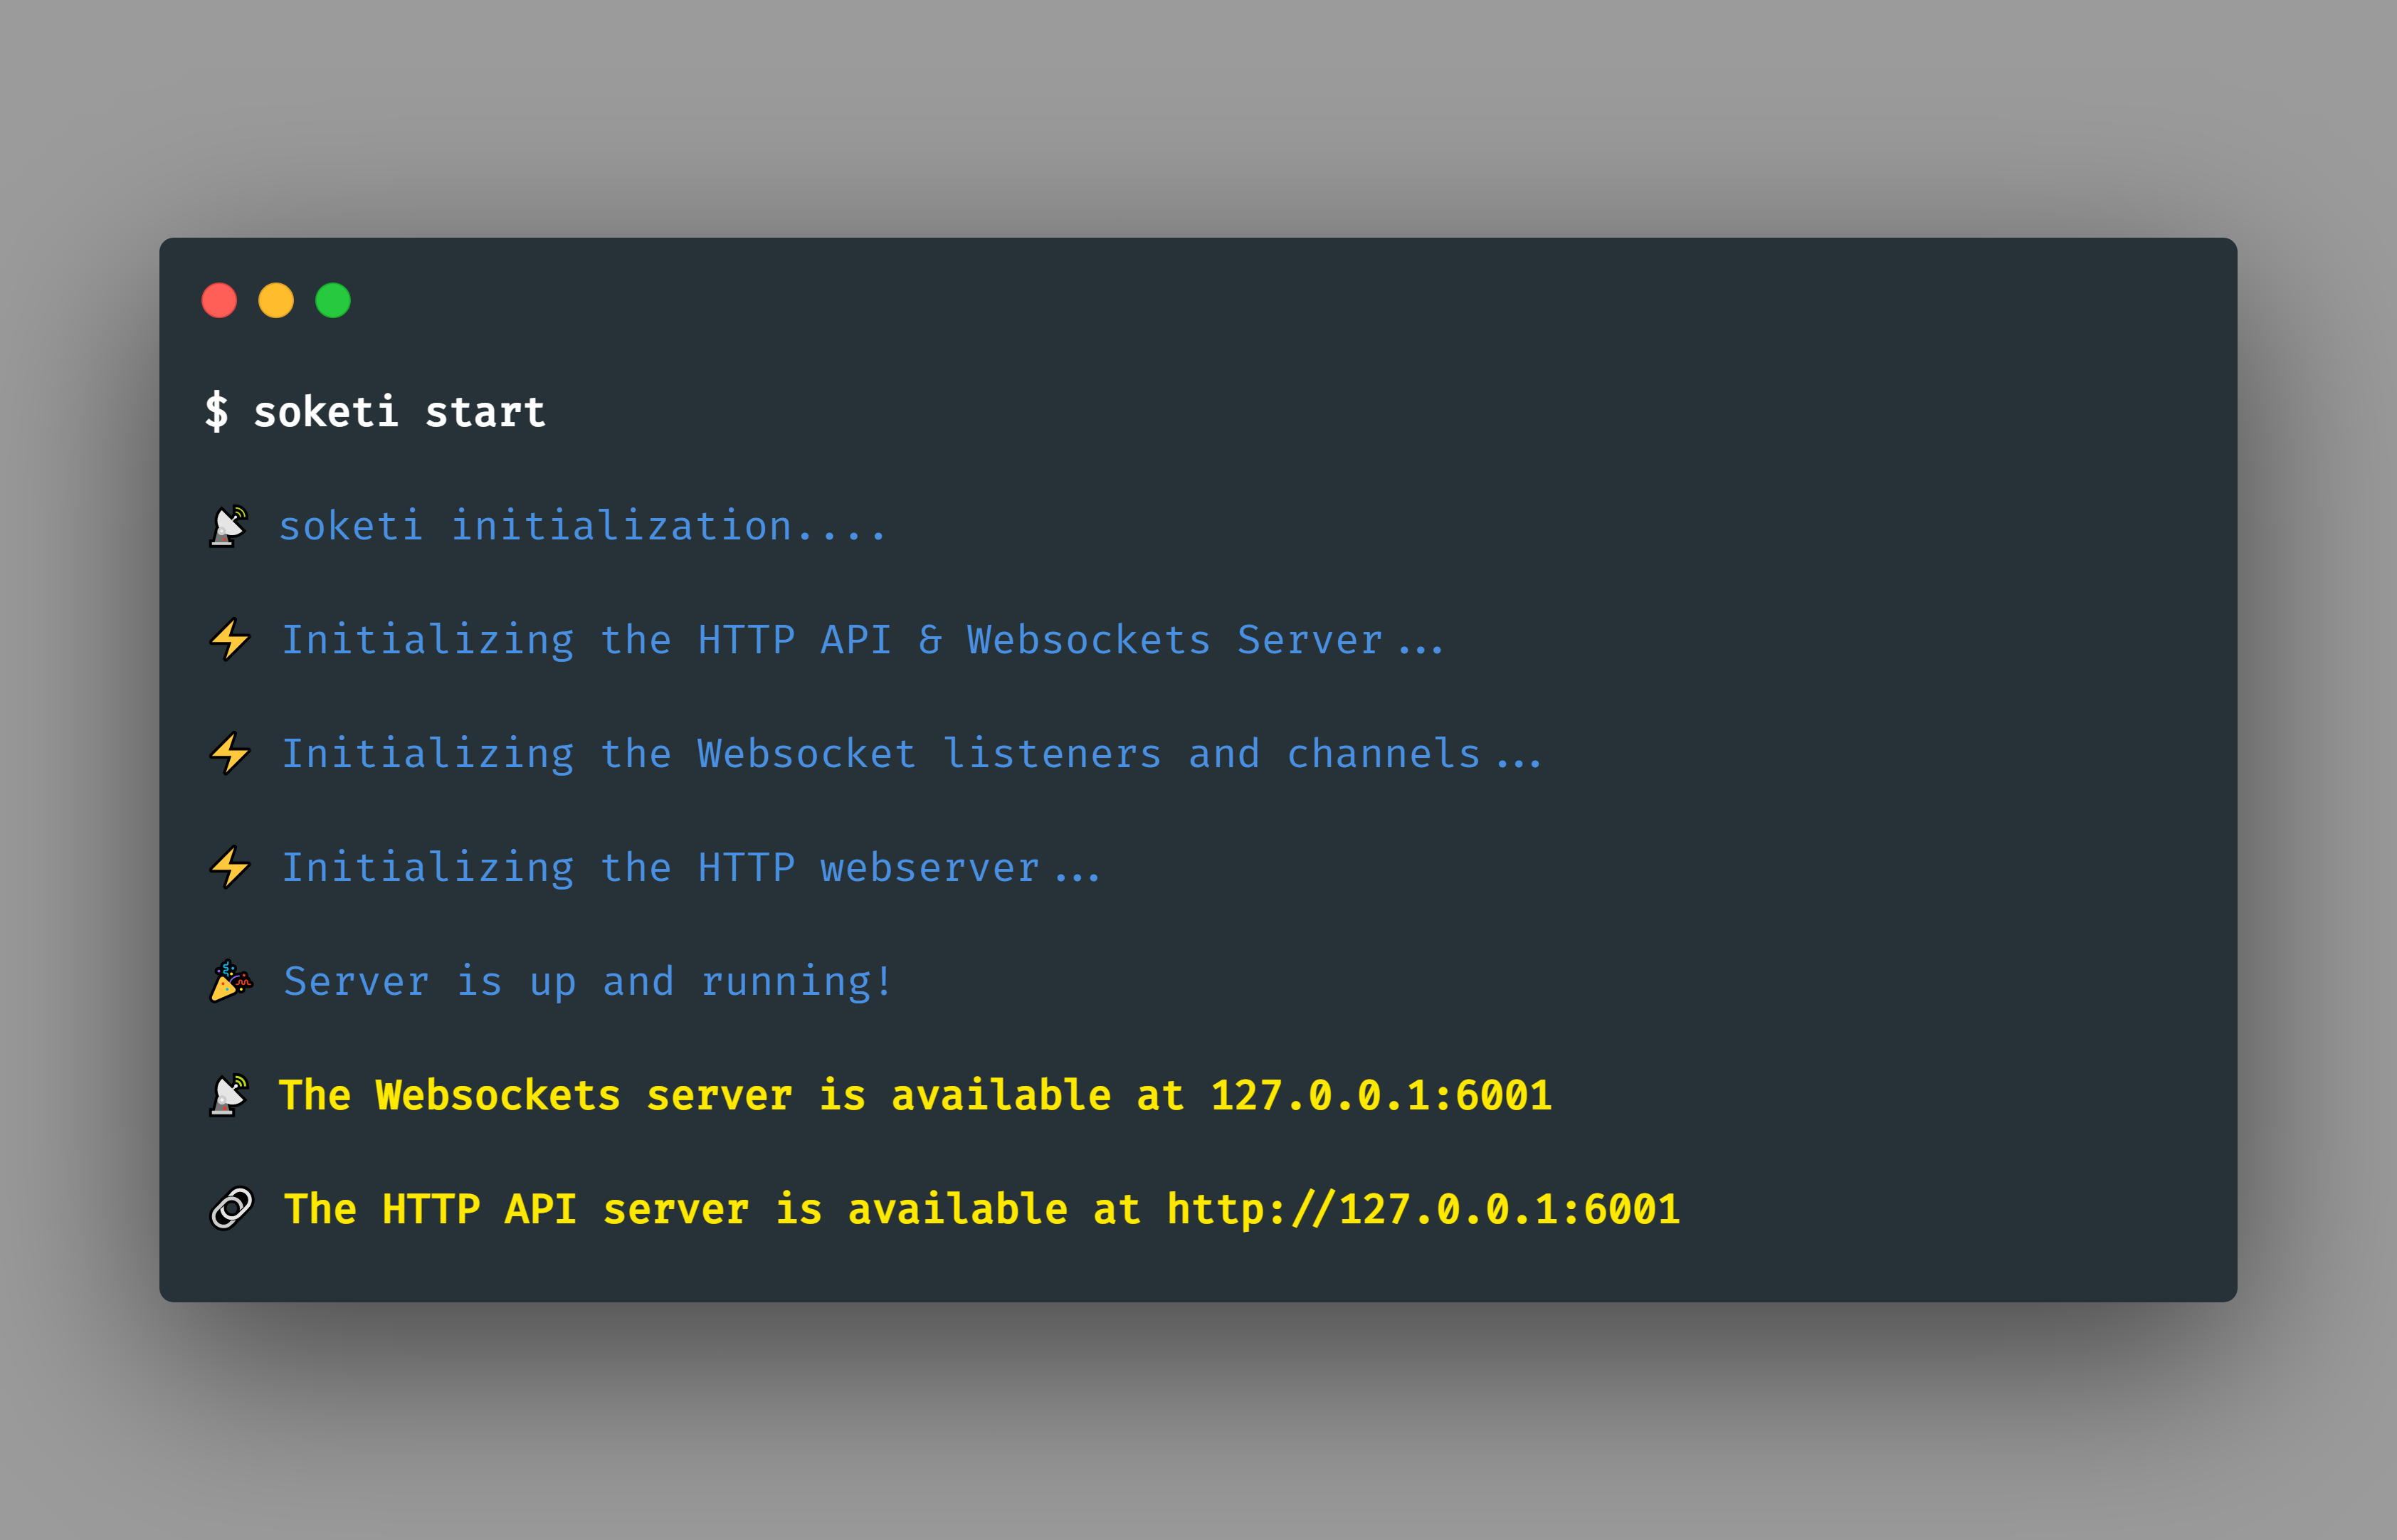 $ soketi start
📡 soketi initialization....
⚡ Initializing the HTTP API & Websockets Server...
⚡ Initializing the Websocket listeners and channels...
⚡ Initializing the HTTP webserver...
🎉 Server is up and running!
📡 The Websockets server is available at 127.0.0.1:6001
🔗 The HTTP API server is available at http://127.0.0.1:6001